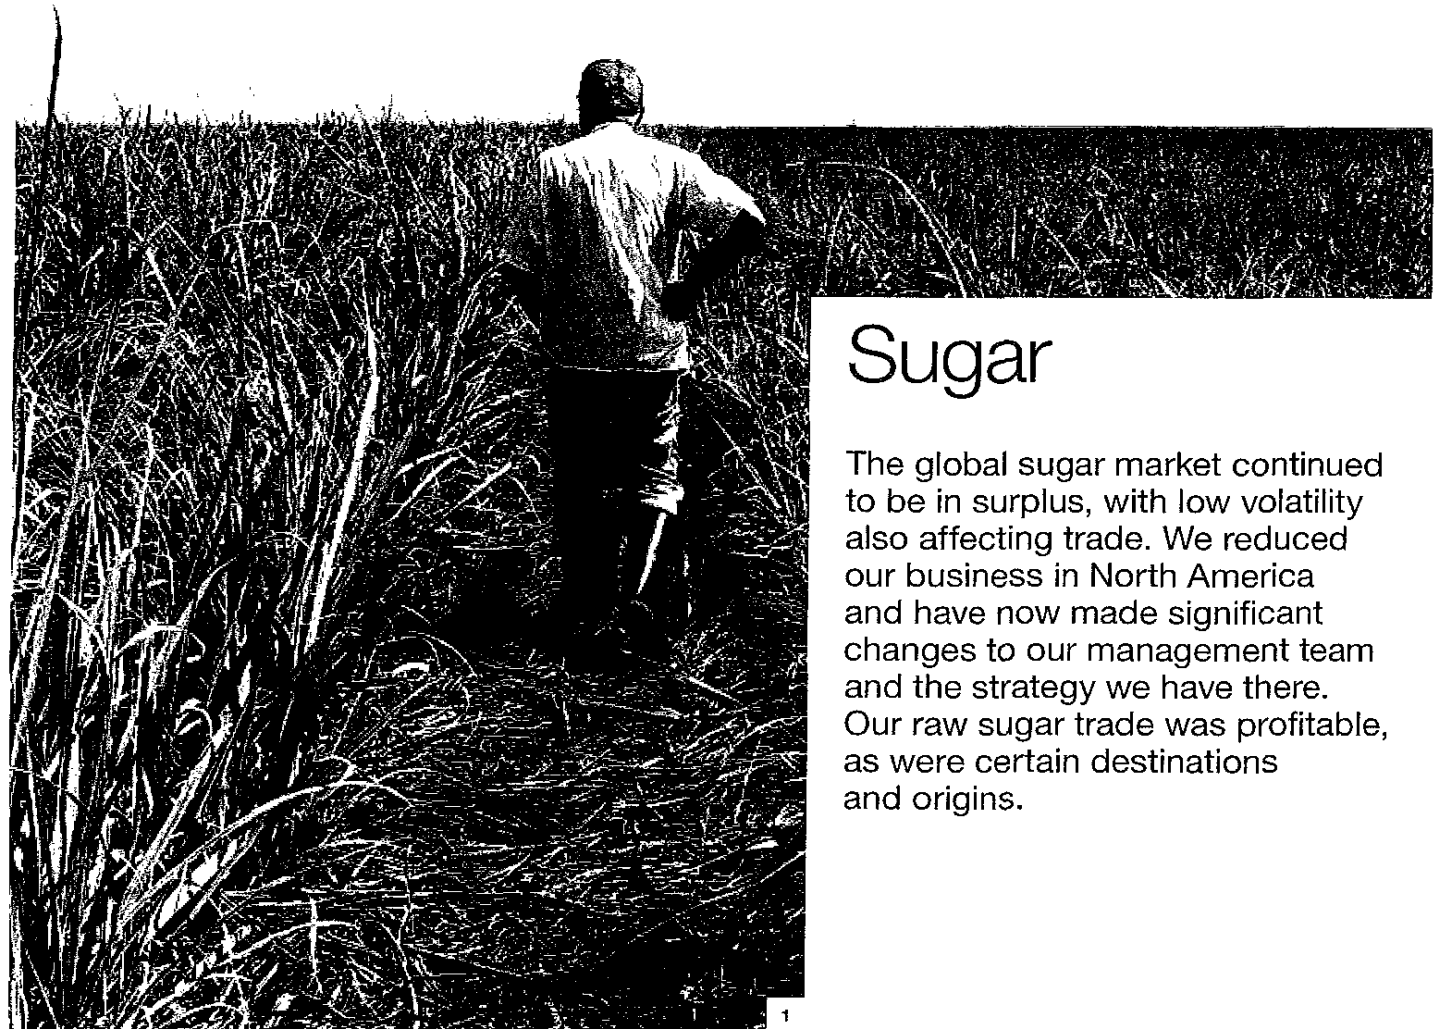 Sugar
The global sugar market continued
to be in surplus, with low volatility
also affecting trade. We reduced
our business in North America
and have now made significant
changes to our management team
and the strategy we have there.
Our raw sugar trade was profitable,
as were certain destinations
and origins.
1